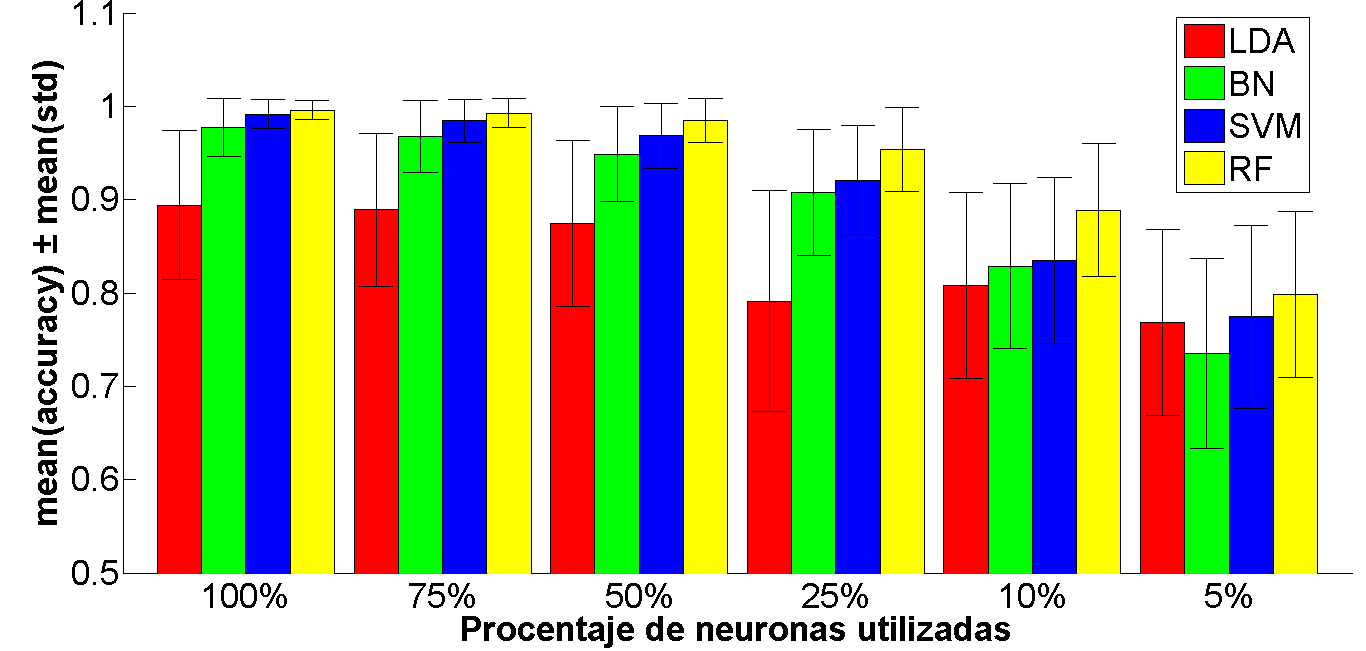 mean(accuracy) ± mean(std)
1.1
1
0.9
0.8
0.7
0.6
0.5
LDA
BN
SVM
RF
100% 75% 50% 25% 10% 5%
Procentaje de neuronas utilizadas